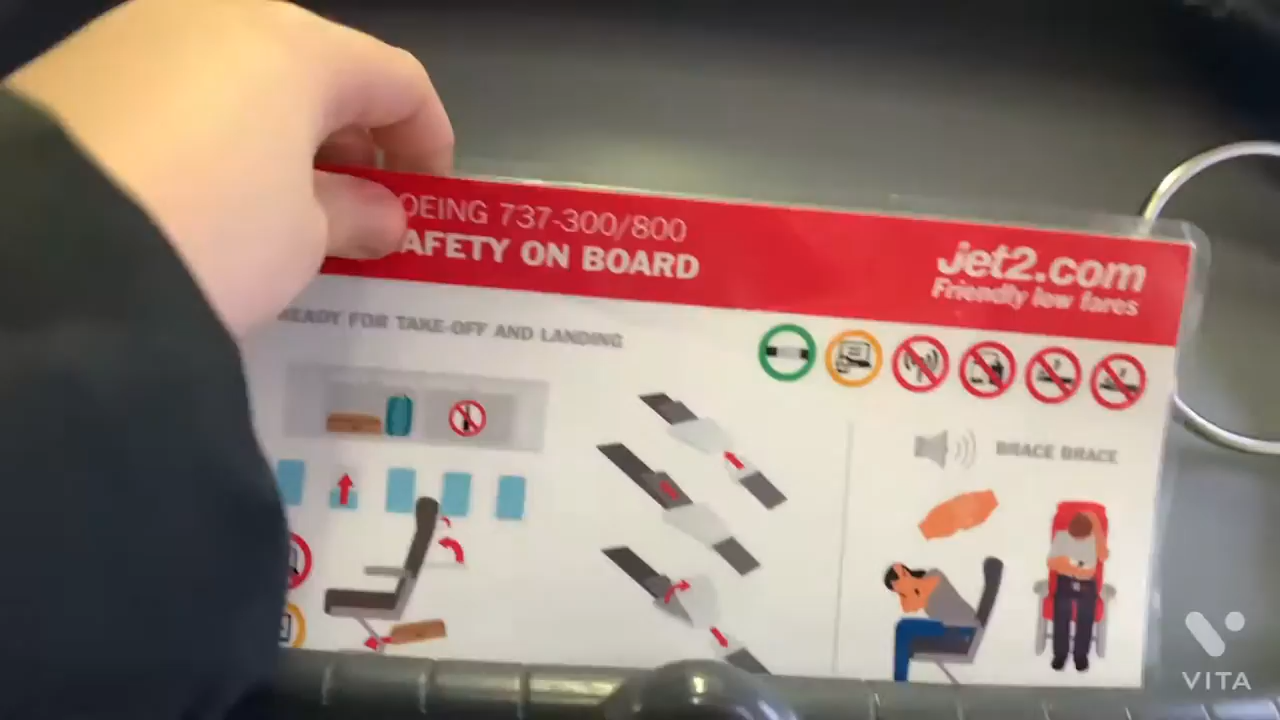 OEING 737-300/800
AFETY ON BOARD
jet2.com
Friendly low fares
READY FOR TAKE-OFF AND LANDING
BRACE BRACE
VITA